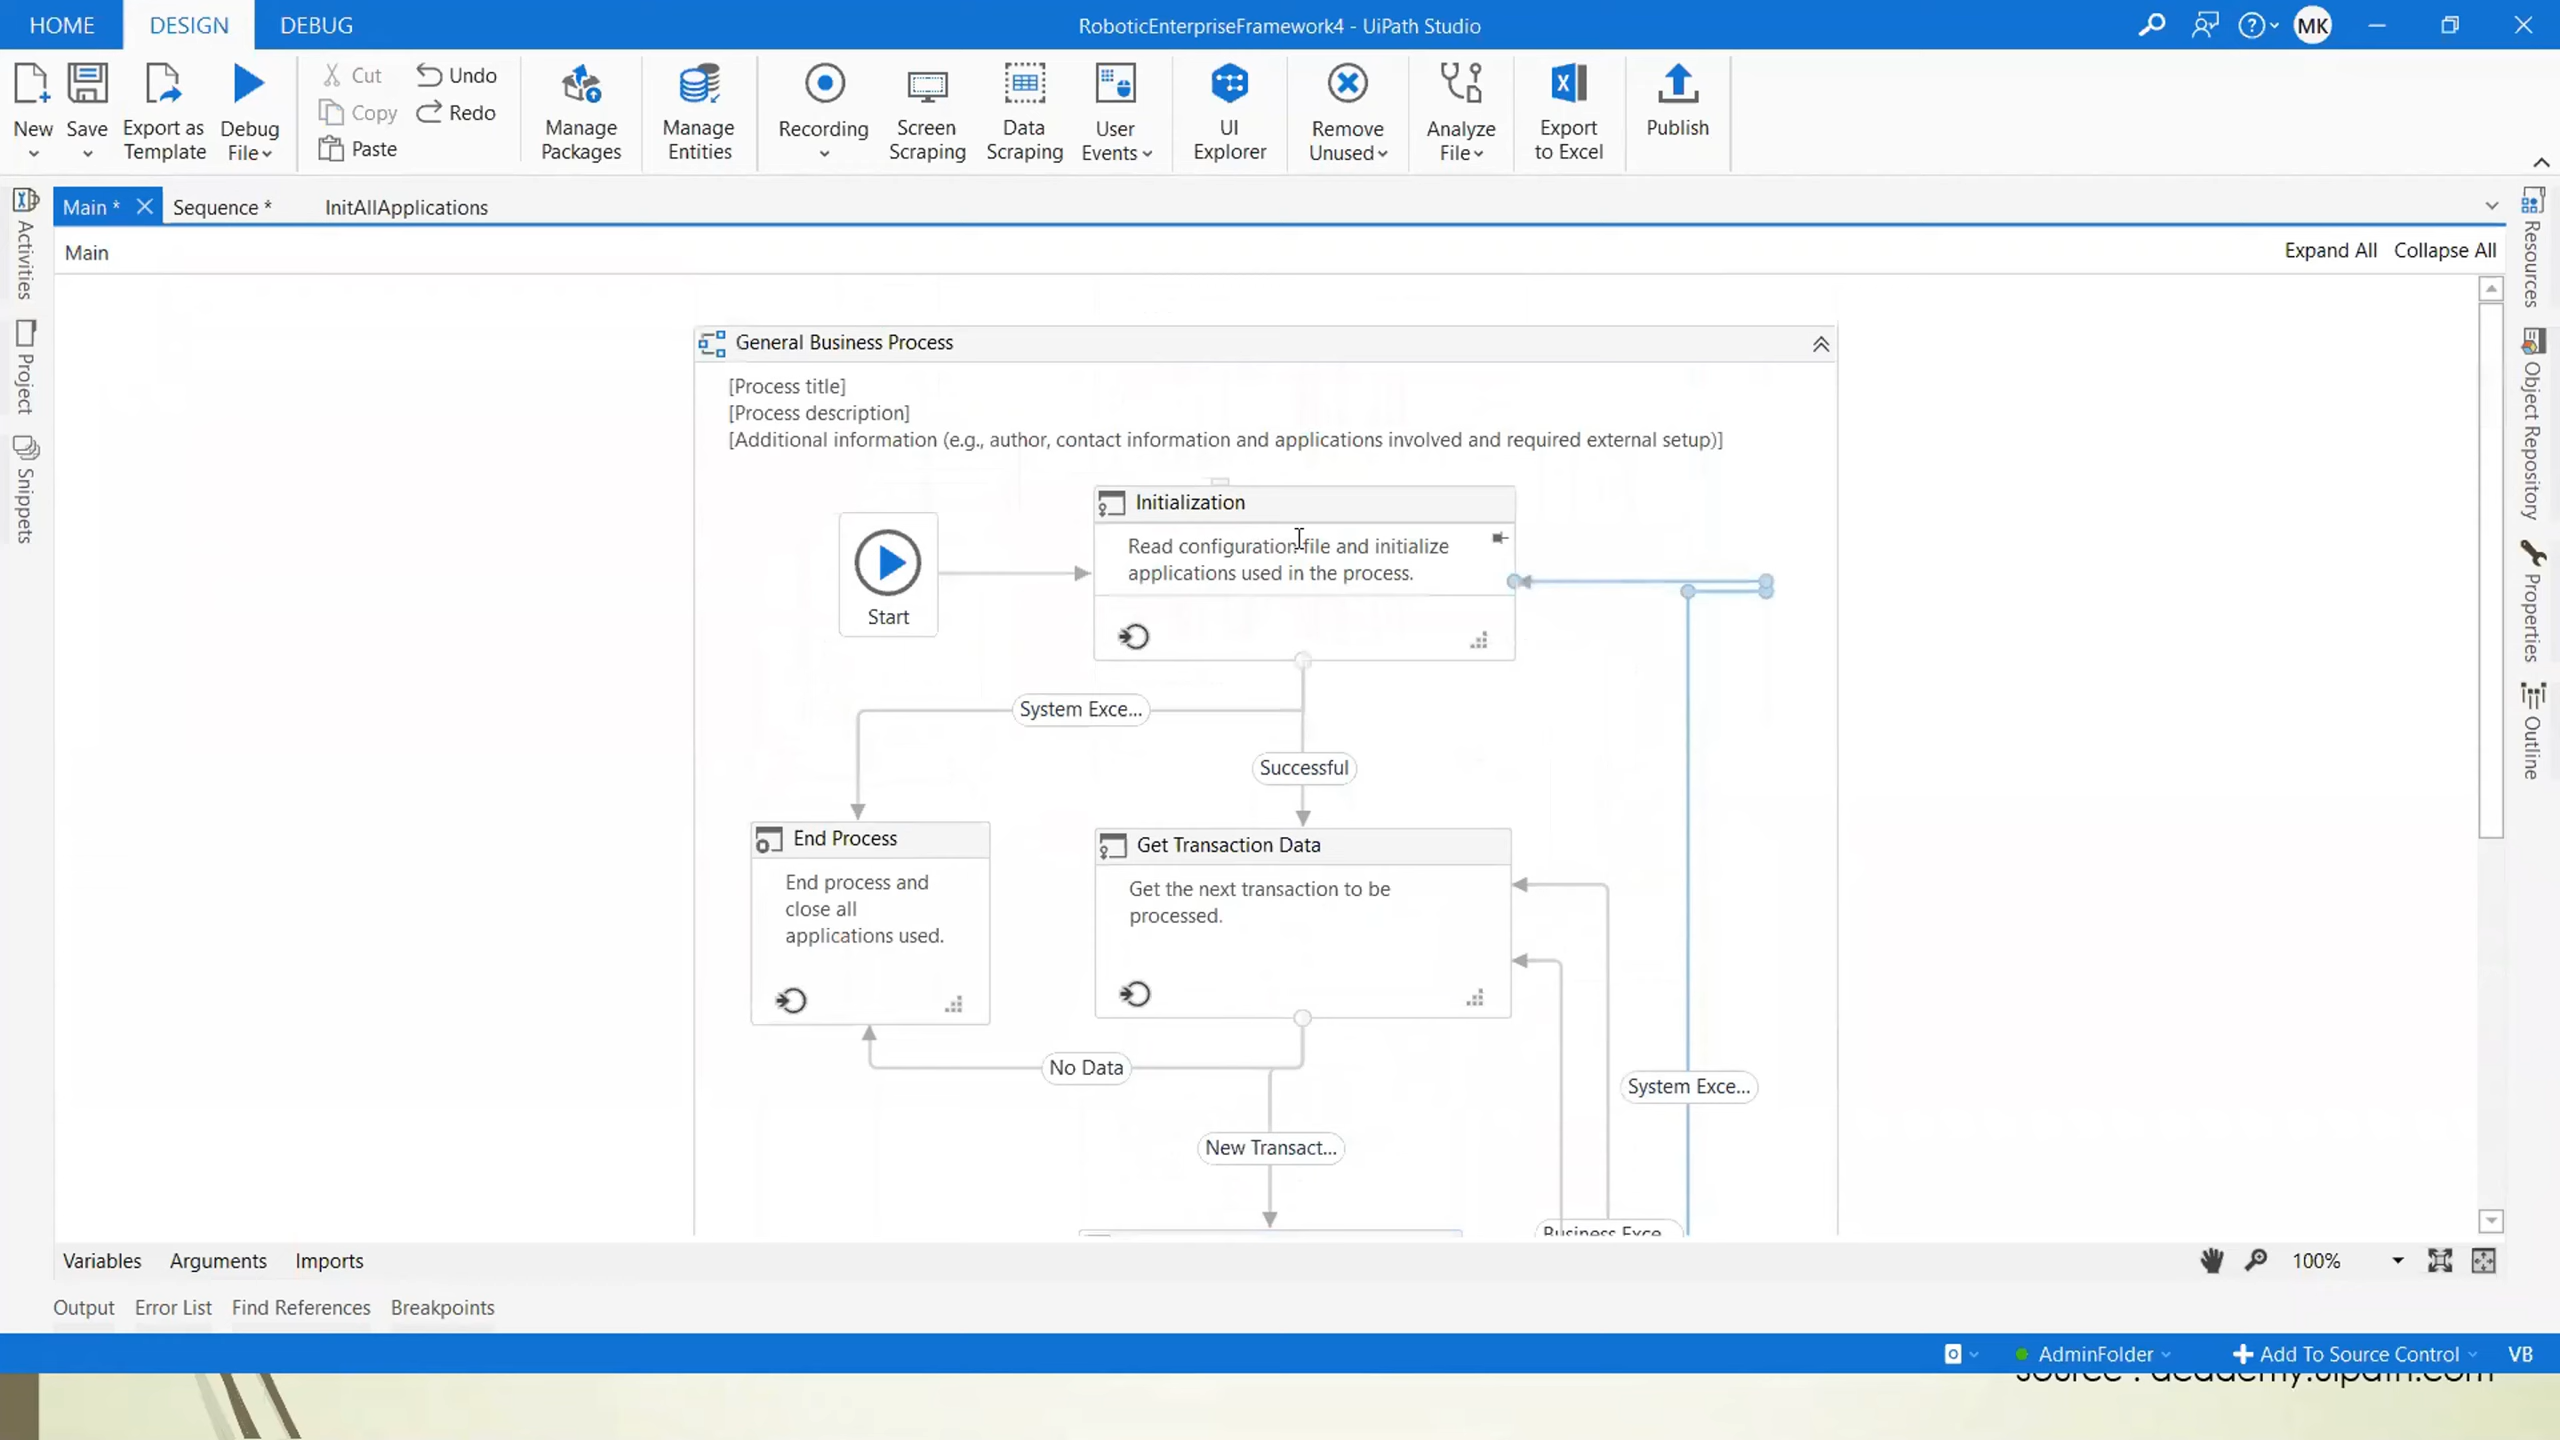 HOME DESIGN DEBUG
RoboticEnterpriseFramework4 - UiPath Studio
MK
New
Save
Export as
Template
Debug
File
Cut
Copy
Paste
Undo
Redo
Manage
Packages
Manage
Entities
Recording
Screen
Scraping
Data
Scraping
User
Events
UI
Explorer
Remove
Unused
Analyze
File
Export
to Excel
Publish
Main *
Sequence *
InitAllApplications
Main
Expand All Collapse All
Activities
Project
Snippets
Resources
Object Repository
Properties
Outline
General Business Process
[Process title]
[Process description]
[Additional information (e.g., author, contact information and applications involved and required external setup)]
Start
Initialization
Read configuration file and initialize
applications used in the process.
System Exce...
Successful
End Process
End process and
close all
applications used.
Get Transaction Data
Get the next transaction to be
processed.
No Data
System Exce...
New Transact...
Business Exce...
Variables Arguments Imports
100%
Output Error List Find References Breakpoints
AdminFolder
Add To Source Control
VB
source : academy.uipath.com